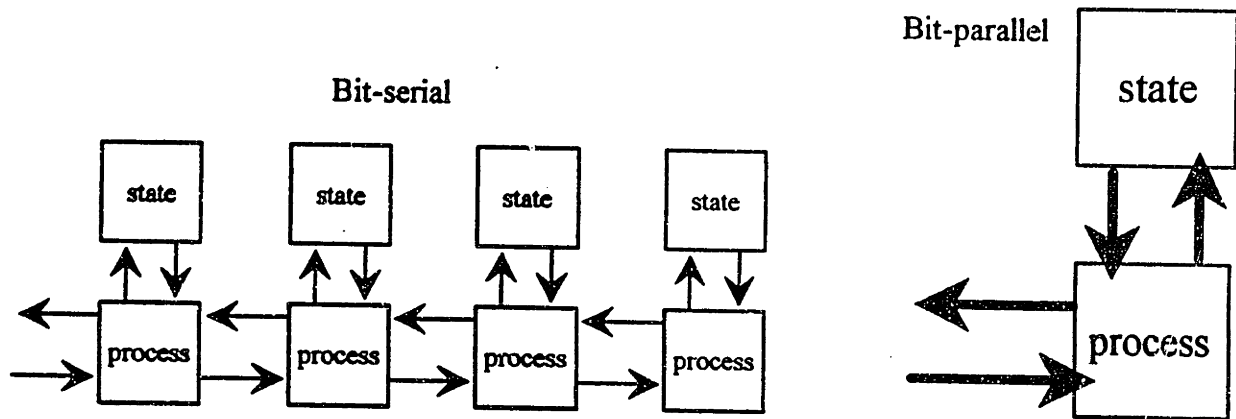 Bit-serial
state
state
state
state
process
process
process
process
Bit-parallel
state
process